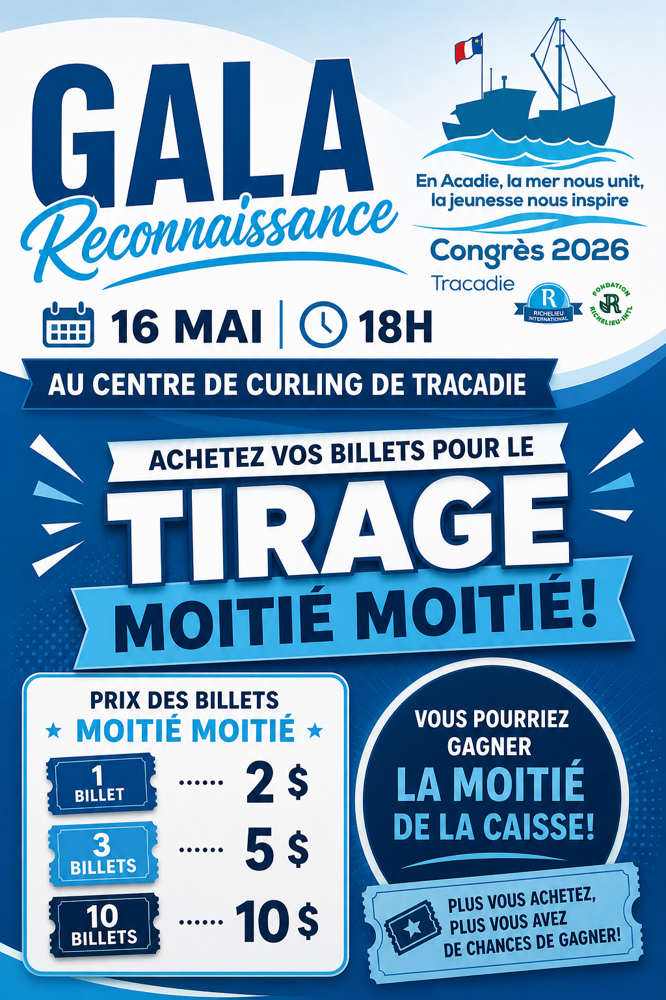 GALA
Reconnaissance
En Acadie, la mer nous unit,
la jeunesse nous inspire
Congrès 2026
Tracadie
R
RICHELIEU
INTERNATIONAL
FONDATION
R
RICHELIEU-INTL
16 MAI
18H
AU CENTRE DE CURLING DE TRACADIE
ACHETEZ VOS BILLETS POUR LE
TIRAGE
MOITIÉ MOITIÉ!
PRIX DES BILLETS
MOITIÉ MOITIÉ
1
BILLET
...... 2 $
3
BILLETS
...... 5 $
10
BILLETS
...... 10 $
VOUS POURRIEZ
GAGNER
LA MOITIÉ
DE LA CAISSE!
PLUS VOUS ACHETEZ,
PLUS VOUS AVEZ
DE CHANCES DE GAGNER!